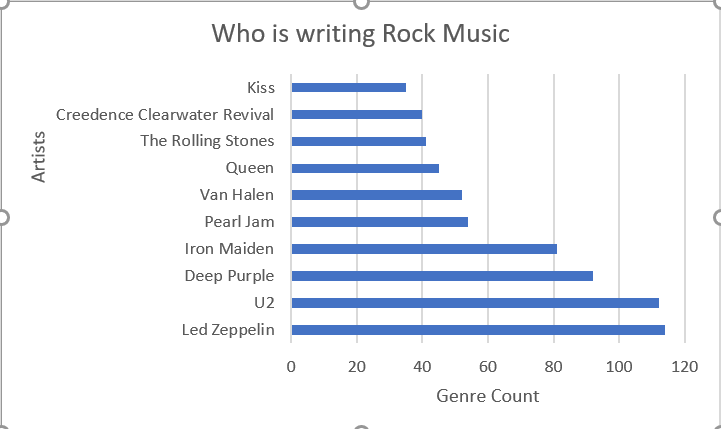 Who is writing Rock Music
Kiss
Creedence Clearwater Revival
The Rolling Stones
Queen
Van Halen
Pearl Jam
Iron Maiden
Deep Purple
U2
Led Zeppelin
Artists
0 20 40 60 80 100 120
Genre Count